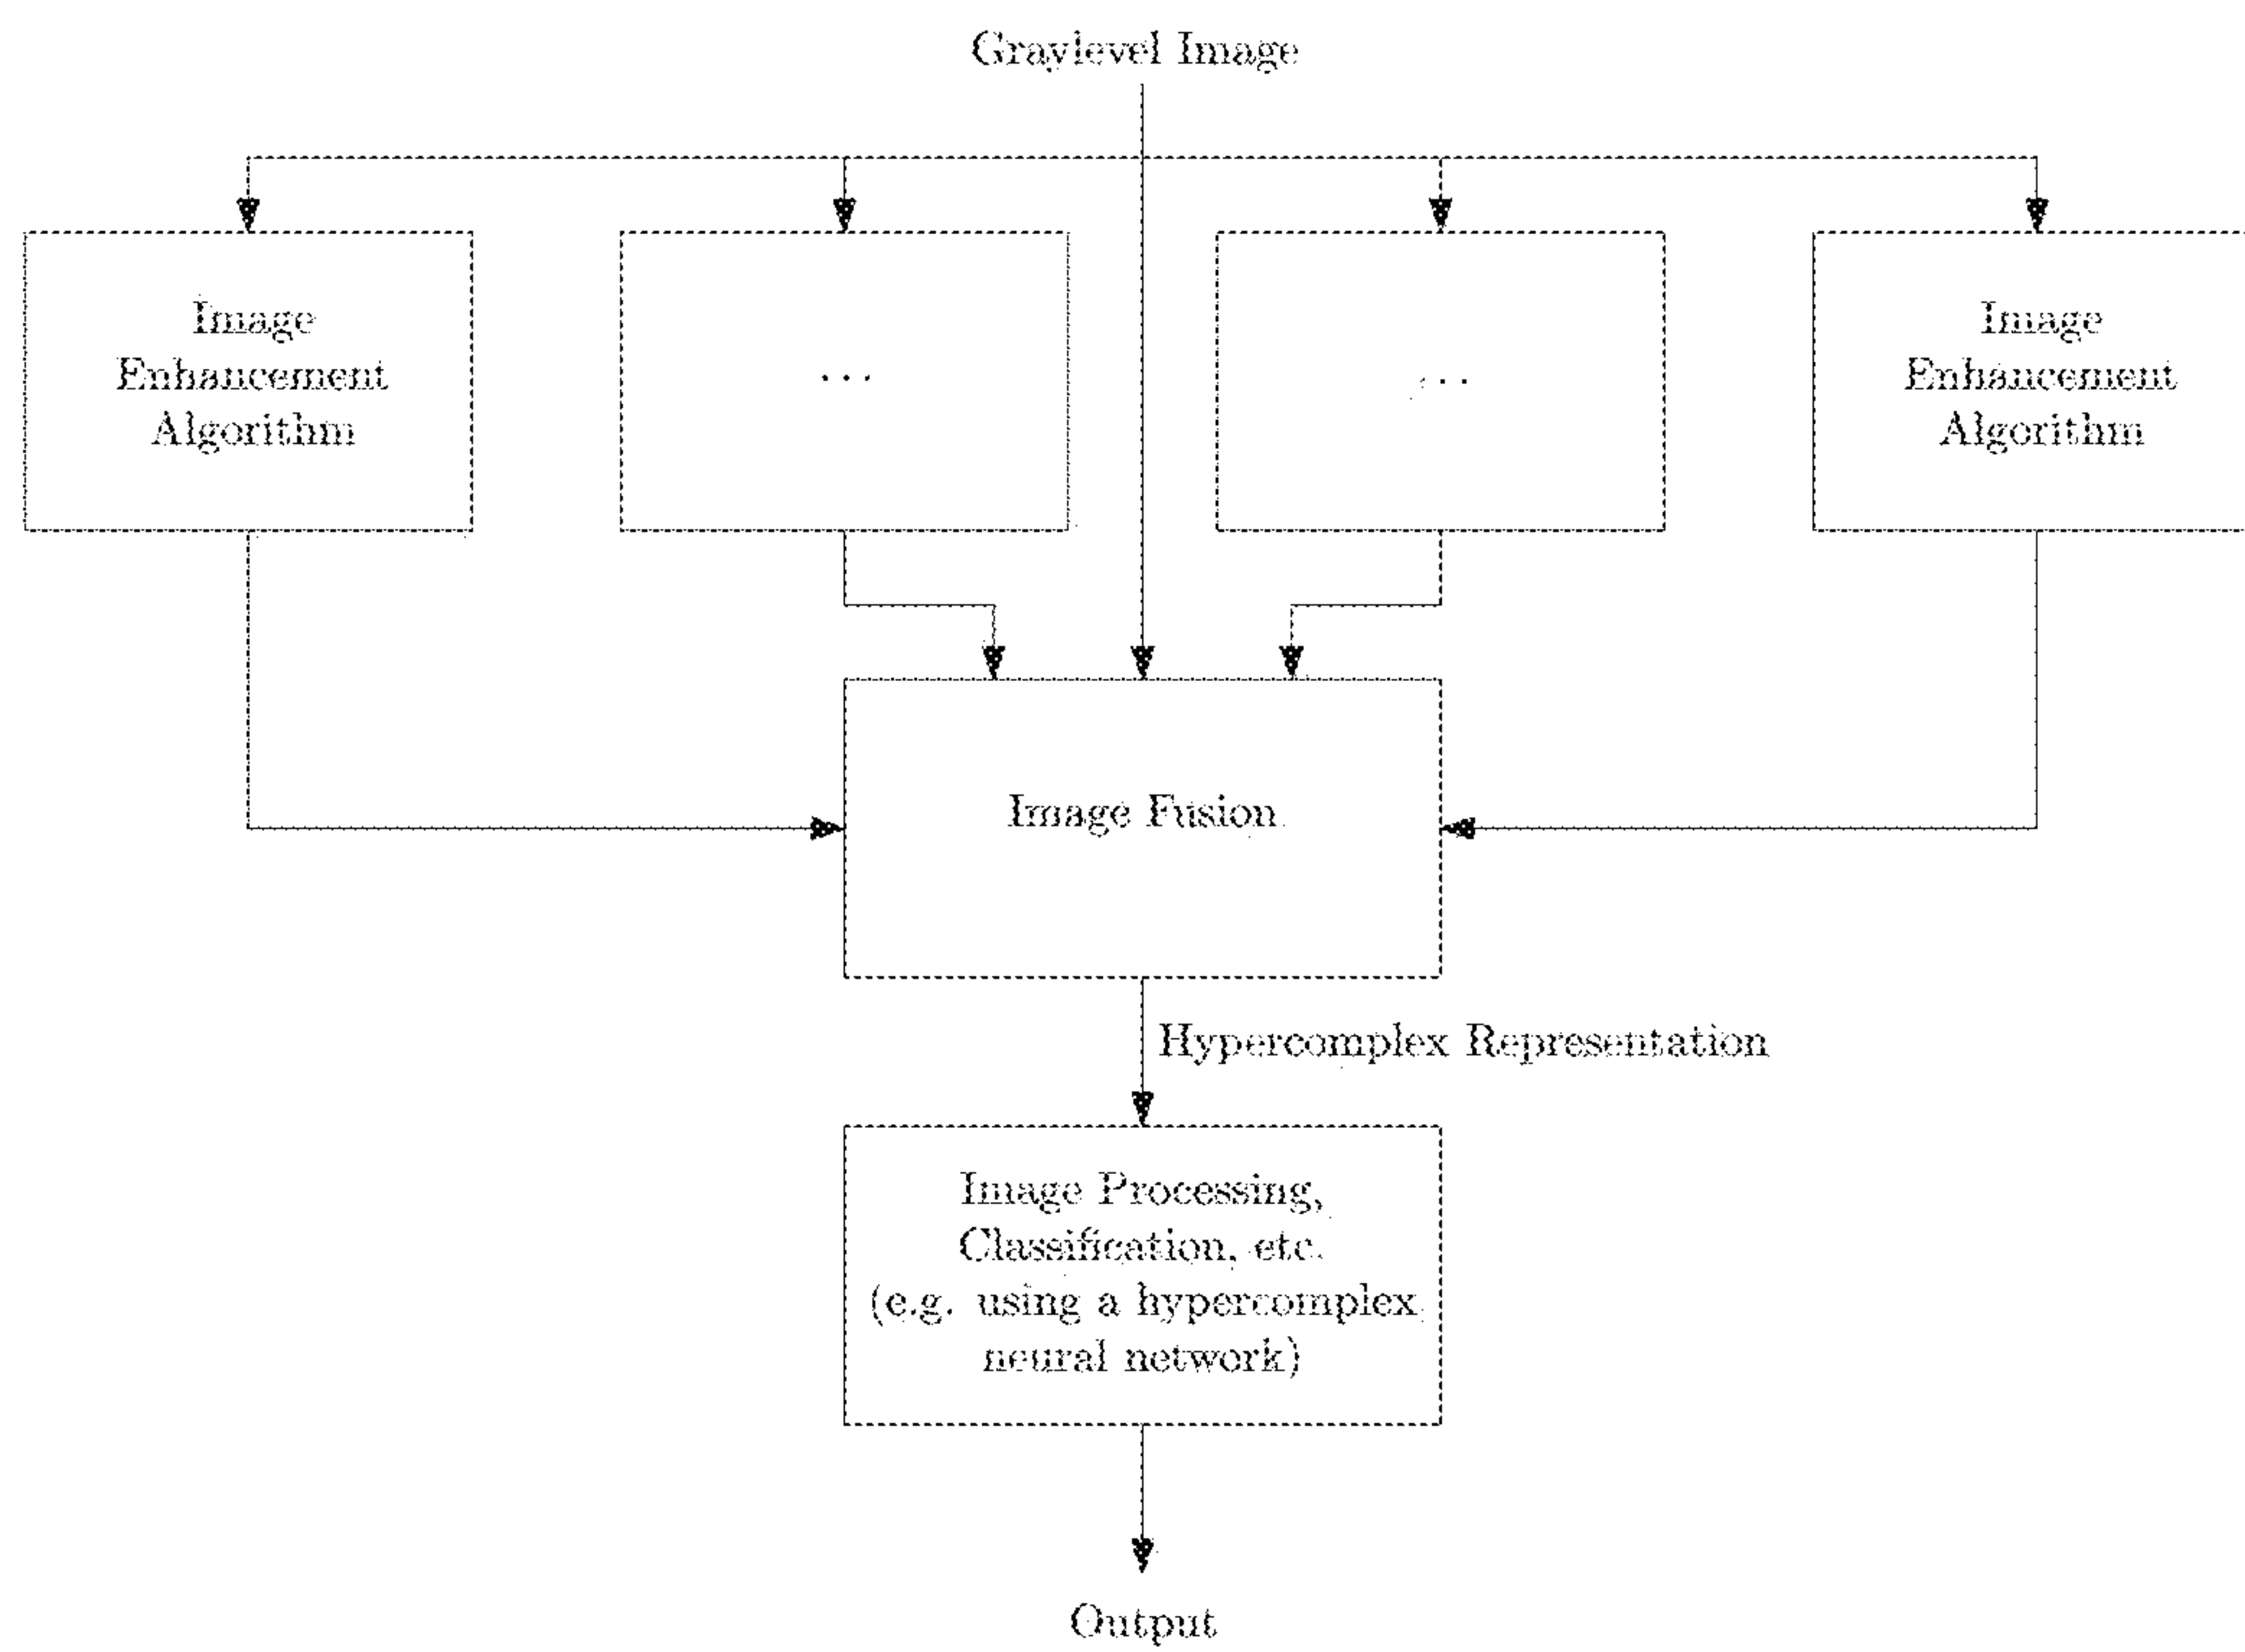 Graylevel Image
Image
Enhancement
Algorithm
...
...
Image
Enhancement
Algorithm
Image Fusion
Hypercomplex Representation
Image Processing,
Classification, etc.
(e.g. using a hypercomplex
neural network)
Output